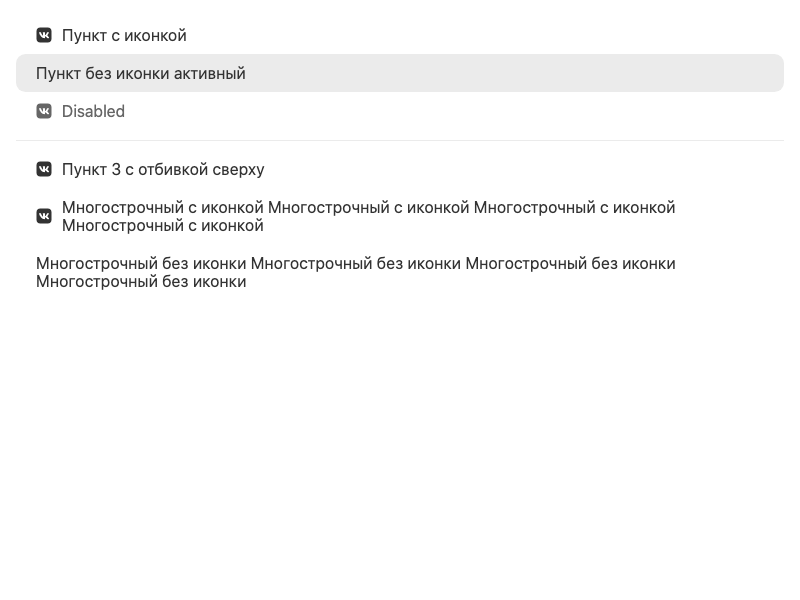 Пункт с иконкой
Пункт без иконки активный
Disabled
Пункт 3 с отбивкой сверху
Многострочный с иконкой Многострочный с иконкой Многострочный с иконкой
Многострочный с иконкой
Многострочный без иконки Многострочный без иконки Многострочный без иконки
Многострочный без иконки